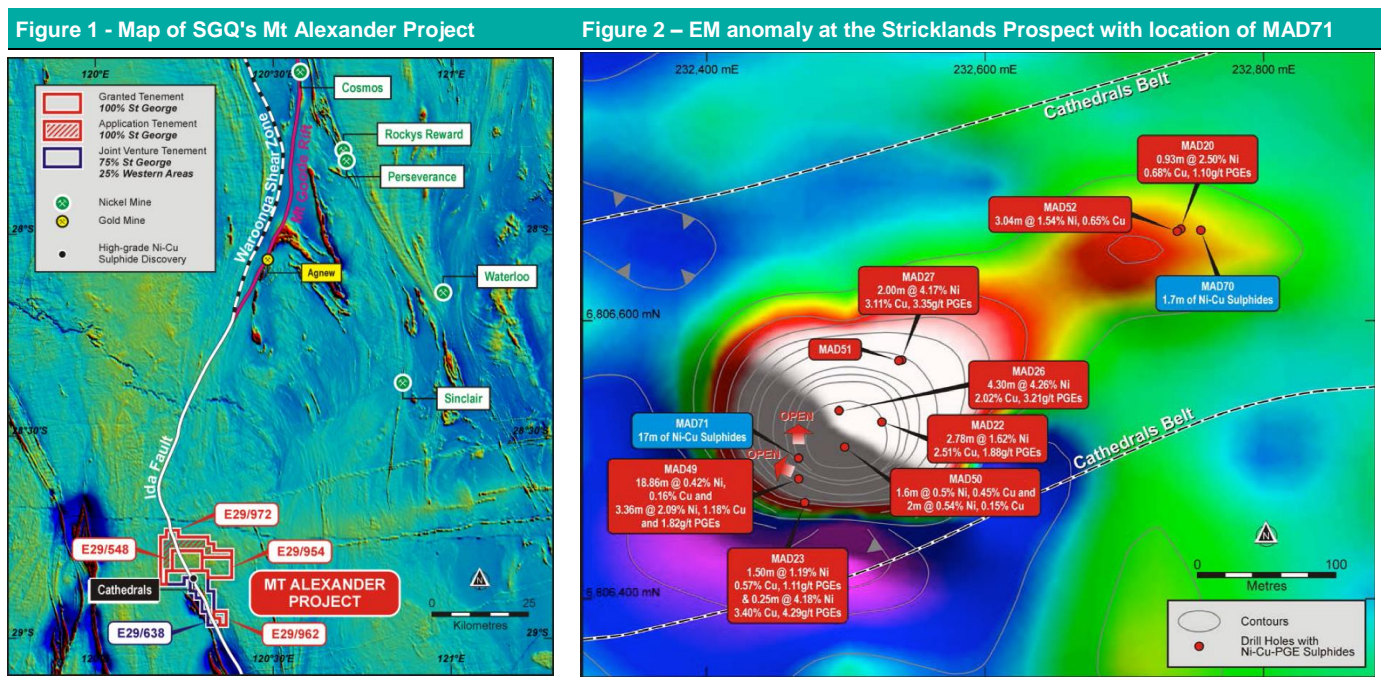 Figure 1 - Map of SGQ's Mt Alexander Project
120°E
120°30'E
121°E
Granted Tenement
100% St George
Application Tenement
100% St George
Joint Venture Tenement
75% St George
25% Western Areas
Nickel Mine
Gold Mine
High-grade Ni-Cu
Sulphide Discovery
Cosmos
Rockys Reward
Perseverance
Waroonga Shear Zone
Mt Goode Rift
28°S
28°S
Agnew
Waterloo
Sinclair
28°30'S
28°30'S
Ida Fault
E29/972
E29/548
E29/954
Cathedrals
MT ALEXANDER
PROJECT
E29/638
E29/962
N
0 25
Kilometres
29°S
29°S
120°E
120°30'E
121°E
Figure 2 – EM anomaly at the Stricklands Prospect with location of MAD71
232,400 mE
232,600 mE
232,800 mE
Cathedrals Belt
MAD20
0.93m @ 2.50% Ni
0.68% Cu, 1.10g/t PGEs
MAD52
3.04m @ 1.54% Ni, 0.65% Cu
MAD70
1.7m of Ni-Cu Sulphides
MAD27
2.00m @ 4.17% Ni
3.11% Cu, 3.35g/t PGEs
6,806,600 mN
MAD51
MAD26
4.30m @ 4.26% Ni
2.02% Cu, 3.21g/t PGEs
OPEN
MAD71
17m of Ni-Cu Sulphides
MAD22
2.78m @ 1.62% Ni
2.51% Cu, 1.88g/t PGEs
Cathedrals Belt
OPEN
MAD49
18.86m @ 0.42% Ni,
0.16% Cu and
3.36m @ 2.09% Ni, 1.18% Cu
and 1.82g/t PGEs
MAD50
1.6m @ 0.5% Ni, 0.45% Cu and
2m @ 0.54% Ni, 0.15% Cu
MAD23
1.50m @ 1.19% Ni
0.57% Cu, 1.11g/t PGEs
& 0.25m @ 4.18% Ni
3.40% Cu, 4.29g/t PGEs
6,806,400 mN
N
0 100
Metres
Contours
Drill Holes with
Ni-Cu-PGE Sulphides